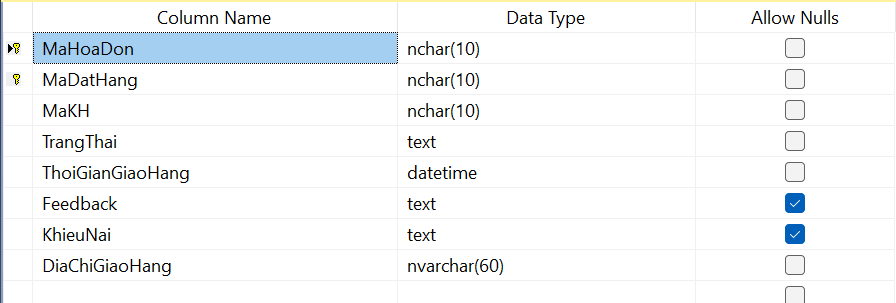 Column Name Data Type Allow Nulls
MaHoaDon nchar(10)
MaDatHang nchar(10)
MaKH nchar(10)
TrangThai text
ThoiGianGiaoHang datetime
Feedback text
KhieuNai text
DiaChiGiaoHang nvarchar(60)